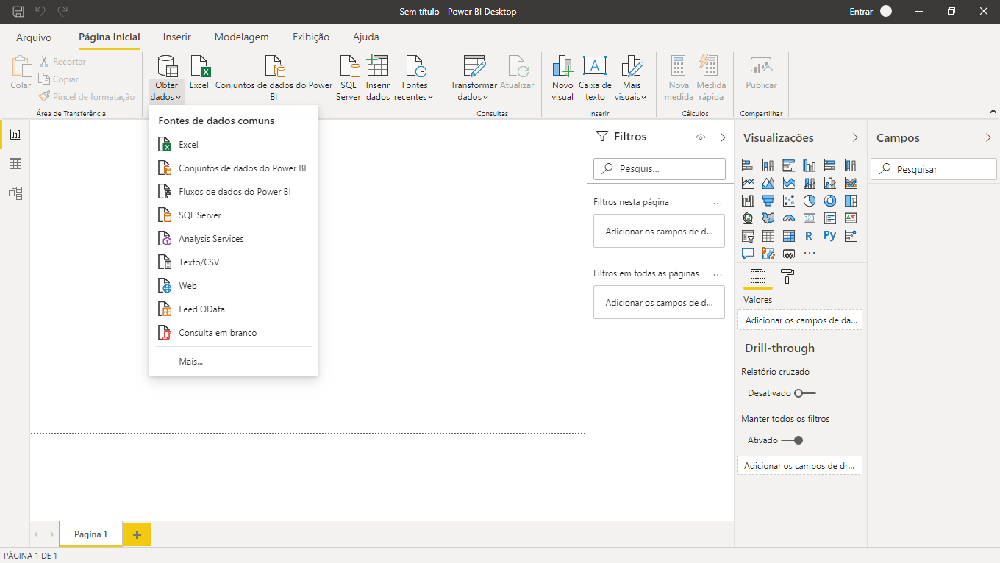 Sem título - Power BI Desktop
Entrar
Arquivo
Página Inicial
Inserir
Modelagem
Exibição
Ajuda
Colar
Recortar
Copiar
Pincel de formatação
Área de Transferência
Obter
dados
Excel
Conjuntos de dados do Power
BI
SQL
Server
Inserir
dados
Fontes
recentes
Transformar
dados
Atualizar
Consultas
Novo
visual
Caixa de
texto
Mais
visuais
Inserir
Nova
medida
Medida
rápida
Cálculos
Publicar
Compartilhar
Fontes de dados comuns
Excel
Conjuntos de dados do Power BI
Fluxos de dados do Power BI
SQL Server
Analysis Services
Texto/CSV
Web
Feed OData
Consulta em branco
Mais...
Filtros
Pesquis...
Filtros nesta página
...
Adicionar os campos de d...
Filtros em todas as páginas
...
Adicionar os campos de d...
Visualizações
123
R
Py
...
Valores
Adicionar os campos de da...
Drill-through
Relatório cruzado
Desativado
Manter todos os filtros
Ativado
Adicionar os campos de dr...
Campos
Pesquisar
Página 1
+
PÁGINA 1 DE 1